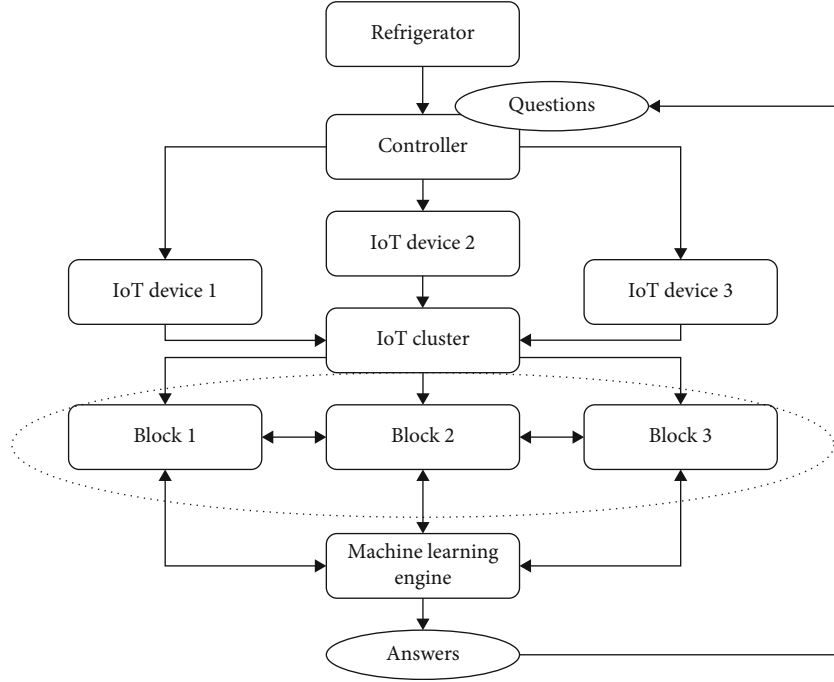 Refrigerator
Questions
Controller
IoT device 2
IoT device 1
IoT device 3
IoT cluster
Block 1
Block 2
Block 3
Machine learning
engine
Answers